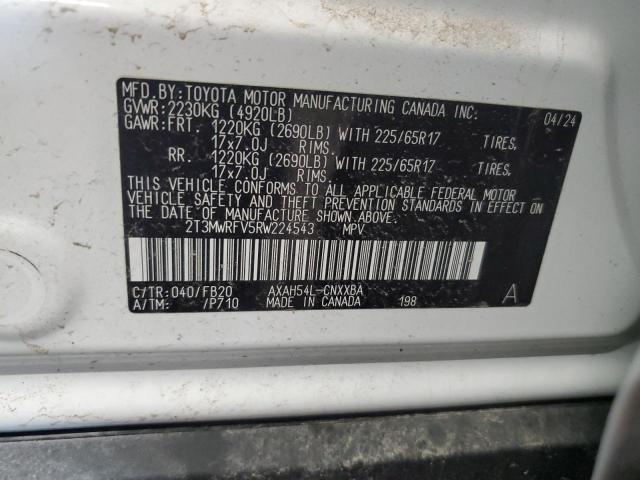 MFD.BY:TOYOTA MOTOR MANUFACTURING CANADA INC. 04/24
GVWR:2230KG (4920LB)
GAWR:FRT. 1220KG (2690LB) WITH 225/65R17 TIRES,
17x7.0J RIMS.
RR. 1220KG (2690LB) WITH 225/65R17 TIRES,
17x7.0J RIMS.
THIS VEHICLE CONFORMS TO ALL APPLICABLE FEDERAL MOTOR
VEHICLE SAFETY AND THEFT PREVENTION STANDARDS IN EFFECT ON
THE DATE OF MANUFACTURE SHOWN ABOVE.
2T3MWRFV5RW224543 MPV
C/TR:040/FB20 AXAH54L-CNXXBA A
A/TM: /P710 MADE IN CANADA 198